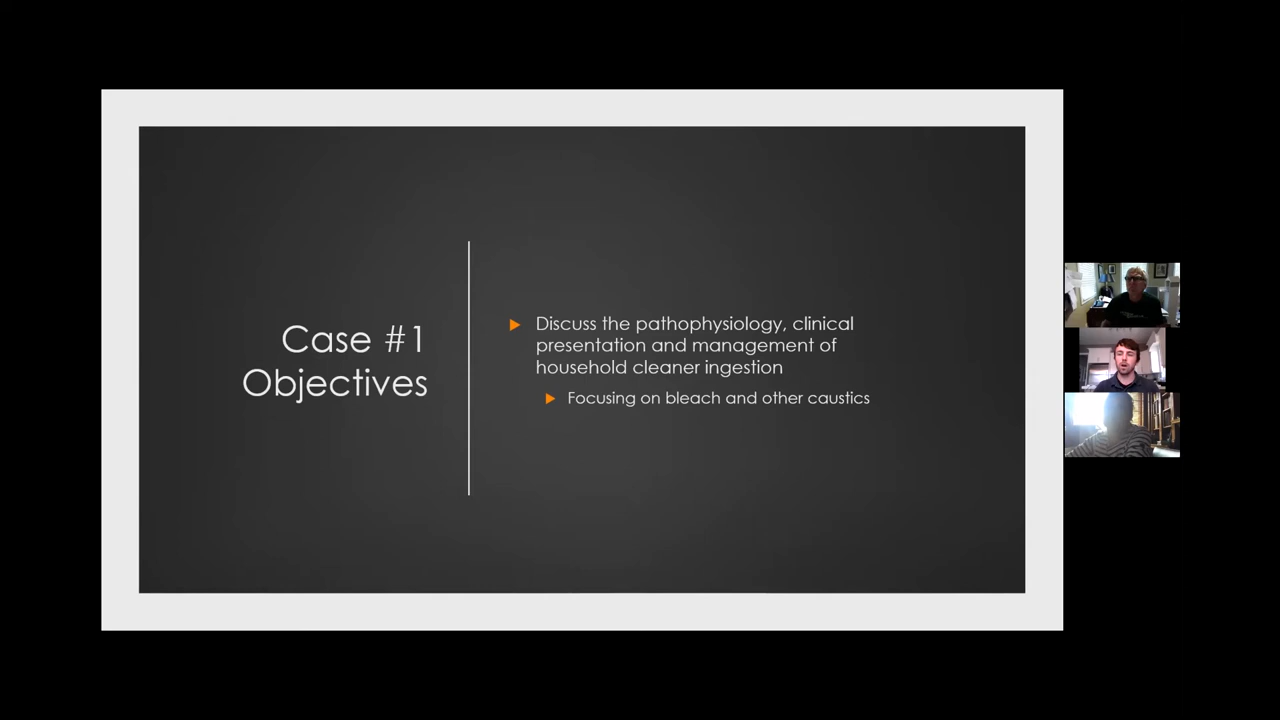 Case #1
Objectives
Discuss the pathophysiology, clinical
presentation and management of
household cleaner ingestion
Focusing on bleach and other caustics